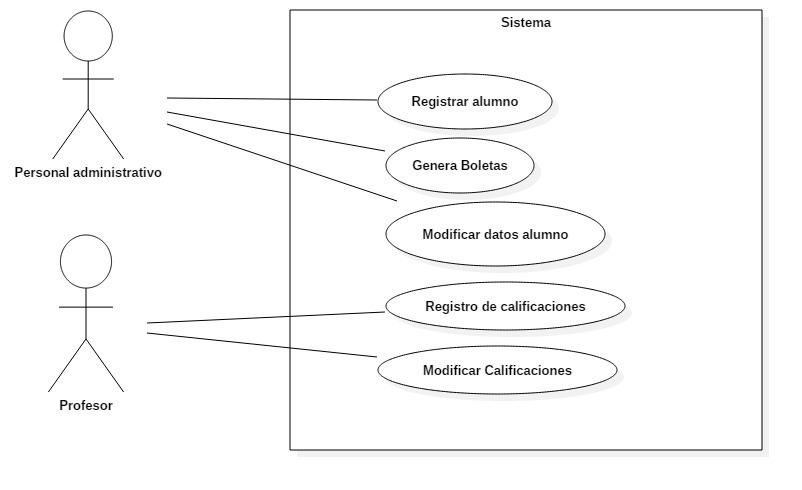 Sistema
Registrar alumno
Genera Boletas
Personal administrativo
Modificar datos alumno
Registro de calificaciones
Modificar Calificaciones
Profesor